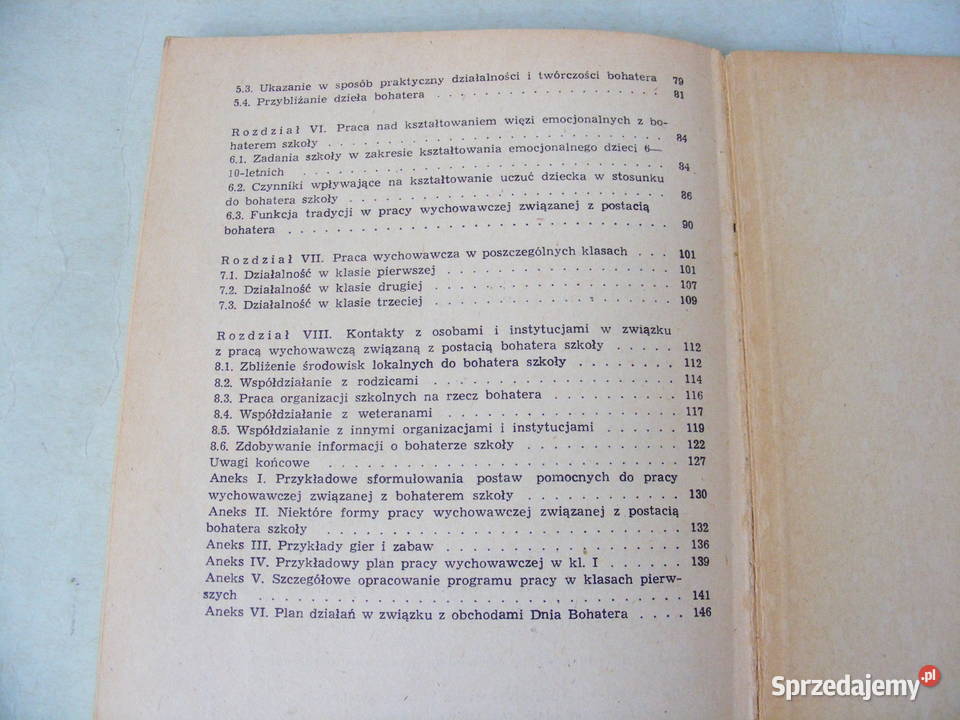 5.3. Ukazanie w sposób praktyczny działalności i twórczości bohatera 79
5.4. Przybliżanie dzieła bohatera . . . . . . . . . . . . . . . . . 81
Rozdział VI. Praca nad kształtowaniem więzi emocjonalnych z bo-
haterem szkoły . . . . . . . . . . . . . . . . . . . . . . . . 84
6.1. Zadania szkoły w zakresie kształtowania emocjonalnego dzieci 6—
10-letnich . . . . . . . . . . . . . . . . . . . . . . . . . . 84
6.2. Czynniki wpływające na kształtowanie uczuć dziecka w stosunku
do bohatera szkoły . . . . . . . . . . . . . . . . . . . . . . 86
6.3. Funkcja tradycji w pracy wychowawczej związanej z postacią
bohatera . . . . . . . . . . . . . . . . . . . . . . . . . . . 90
Rozdział VII. Praca wychowawcza w poszczególnych klasach . . . 101
7.1. Działalność w klasie pierwszej . . . . . . . . . . . . . . . . 101
7.2. Działalność w klasie drugiej . . . . . . . . . . . . . . . . . 107
7.3. Działalność w klasie trzeciej . . . . . . . . . . . . . . . . . 109
Rozdział VIII. Kontakty z osobami i instytucjami w związku
z pracą wychowawczą związaną z postacią bohatera szkoły . . . . . 112
8.1. Zbliżenie środowisk lokalnych do bohatera szkoły . . . . . . . 112
8.2. Współdziałanie z rodzicami . . . . . . . . . . . . . . . . . 114
8.3. Praca organizacji szkolnych na rzecz bohatera . . . . . . . . . 116
8.4. Współdziałanie z weteranami . . . . . . . . . . . . . . . . 117
8.5. Współdziałanie z innymi organizacjami i instytucjami . . . . . . 119
8.6. Zdobywanie informacji o bohaterze szkoły . . . . . . . . . . . 122
Uwagi końcowe . . . . . . . . . . . . . . . . . . . . . . . . 127
Aneks I. Przykładowe sformułowania postaw pomocnych do pracy
wychowawczej związanej z bohaterem szkoły . . . . . . . . . . . 130
Aneks II. Niektóre formy pracy wychowawczej związanej z postacią
bohatera szkoły . . . . . . . . . . . . . . . . . . . . . . . . 132
Aneks III. Przykłady gier i zabaw . . . . . . . . . . . . . . . . 136
Aneks IV. Przykładowy plan pracy wychowawczej w kl. I . . . . . . 139
Aneks V. Szczegółowe opracowanie programu pracy w klasach pierw-
szych . . . . . . . . . . . . . . . . . . . . . . . . . . . . . 141
Aneks VI. Plan działań w związku z obchodami Dnia Bohatera . . . . 146
Sprzedajemy.pl